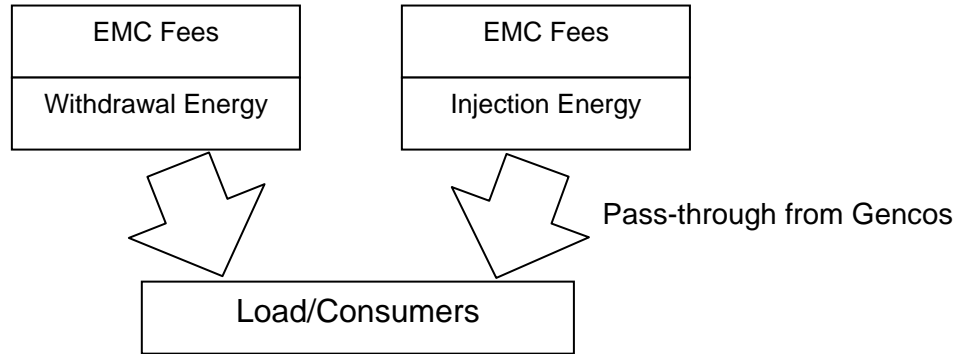 EMC Fees
EMC Fees
Withdrawal Energy
Injection Energy
Pass-through from Gencos
Load/Consumers